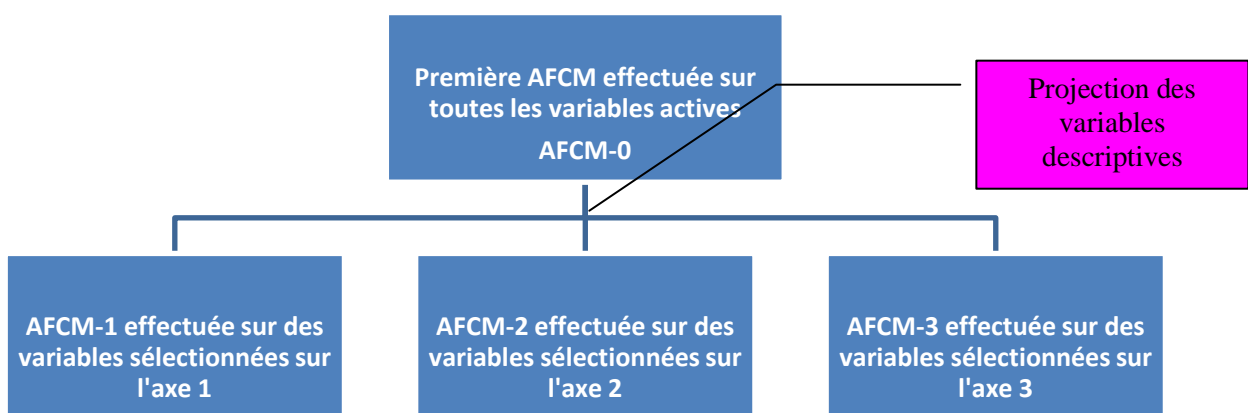 Première AFCM effectuée sur
toutes les variables actives
AFCM-0
Projection des
variables
descriptives
AFCM-1 effectuée sur des
variables sélectionnées sur
l'axe 1
AFCM-2 effectuée sur des
variables sélectionnées sur
l'axe 2
AFCM-3 effectuée sur des
variables sélectionnées sur
l'axe 3